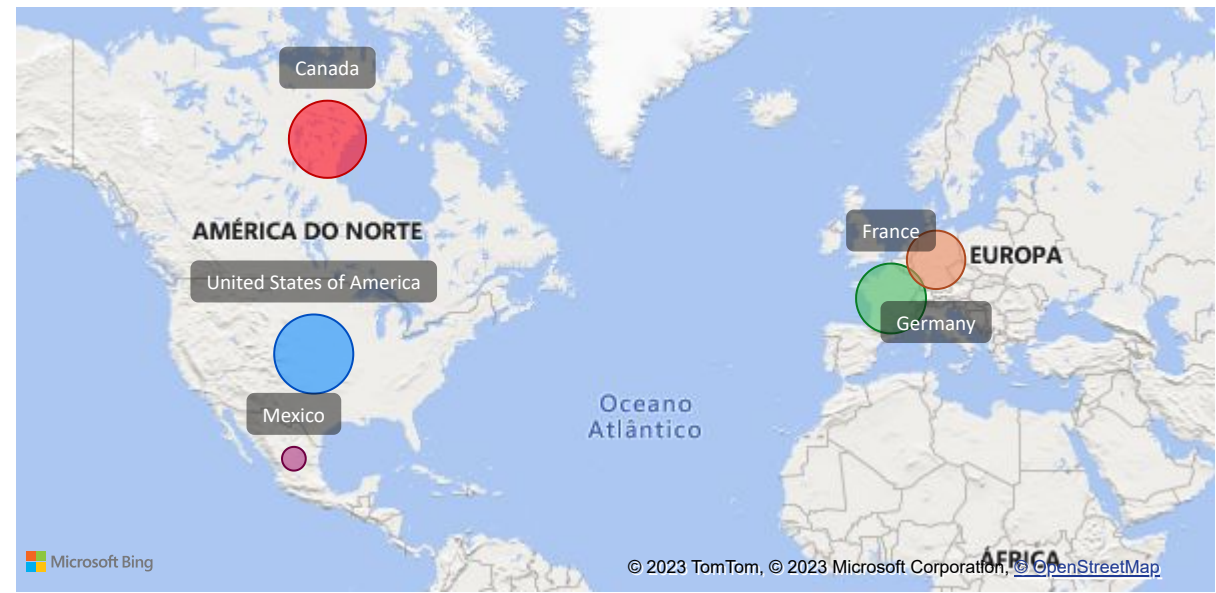 Canada
AMÉRICA DO NORTE
United States of America
Mexico
France
EUROPA
Germany
Oceano
Atlântico
ÁFRICA
Microsoft Bing
© 2023 TomTom, © 2023 Microsoft Corporation, © OpenStreetMap